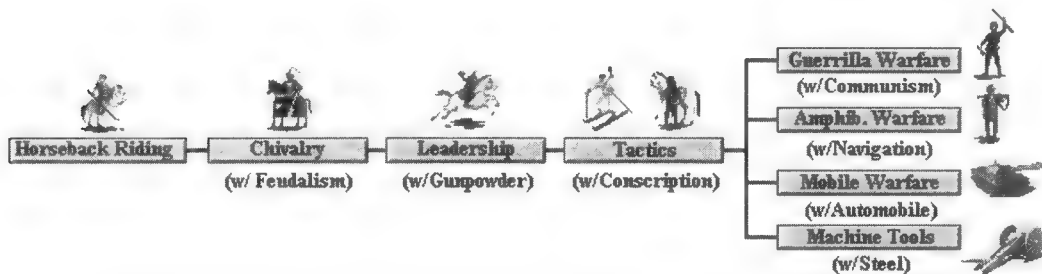 Horseback Riding
Chivalry
(w/ Feudalism)
Leadership
(w/Gunpowder)
Tactics
(w/Conscription)
Guerrilla Warfare
(w/Communism)
Amphib. Warfare
(w/Navigation)
Mobile Warfare
(w/Automobile)
Machine Tools
(w/Steel)